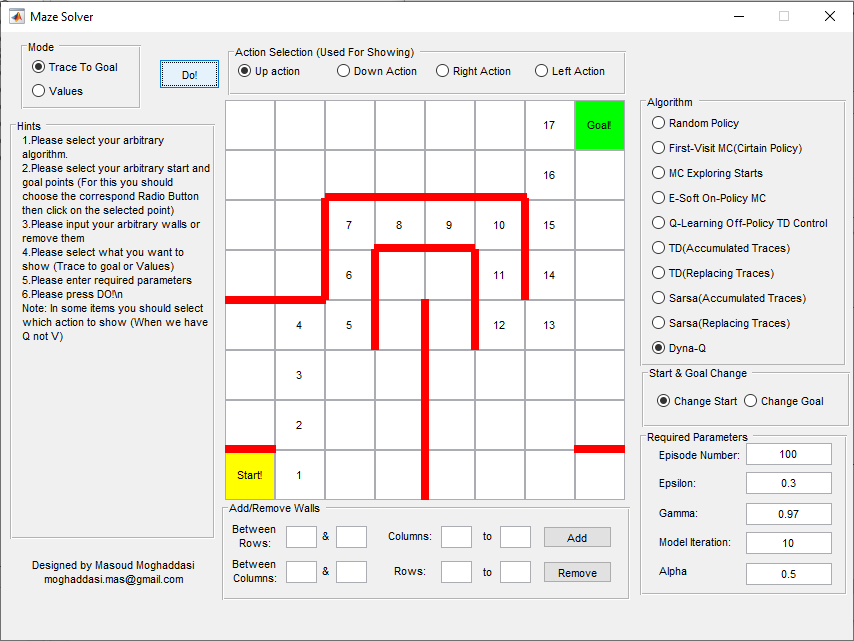 Maze Solver
Mode
Trace To Goal
Values
Do!
Action Selection (Used For Showing)
Up action
Down Action
Right Action
Left Action
Hints
1.Please select your arbitrary
algorithm.
2.Please select your arbitrary start and
goal points (For this you should
choose the correspond Radio Button
then click on the selected point)
3.Please input your arbitrary walls or
remove them
4.Please select what you want to
show (Trace to goal or Values)
5.Please enter required parameters
6.Please press DO!\n
Note: In some items you should select
which action to show (When we have
Q not V)
Designed by Masoud Moghaddasi
moghaddasi.mas@gmail.com
17 Goal!
16
7 8 9 10 15
6 11 14
4 5 12 13
3
2
Start! 1
Add/Remove Walls
Between
Rows:
&
Columns:
to
Add
Between
Columns:
&
Rows:
to
Remove
Algorithm
Random Policy
First-Visit MC(Cirtain Policy)
MC Exploring Starts
E-Soft On-Policy MC
Q-Learning Off-Policy TD Control
TD(Accumulated Traces)
TD(Replacing Traces)
Sarsa(Accumulated Traces)
Sarsa(Replacing Traces)
Dyna-Q
Start & Goal Change
Change Start
Change Goal
Required Parameters
Episode Number: 100
Epsilon: 0.3
Gamma: 0.97
Model Iteration: 10
Alpha 0.5